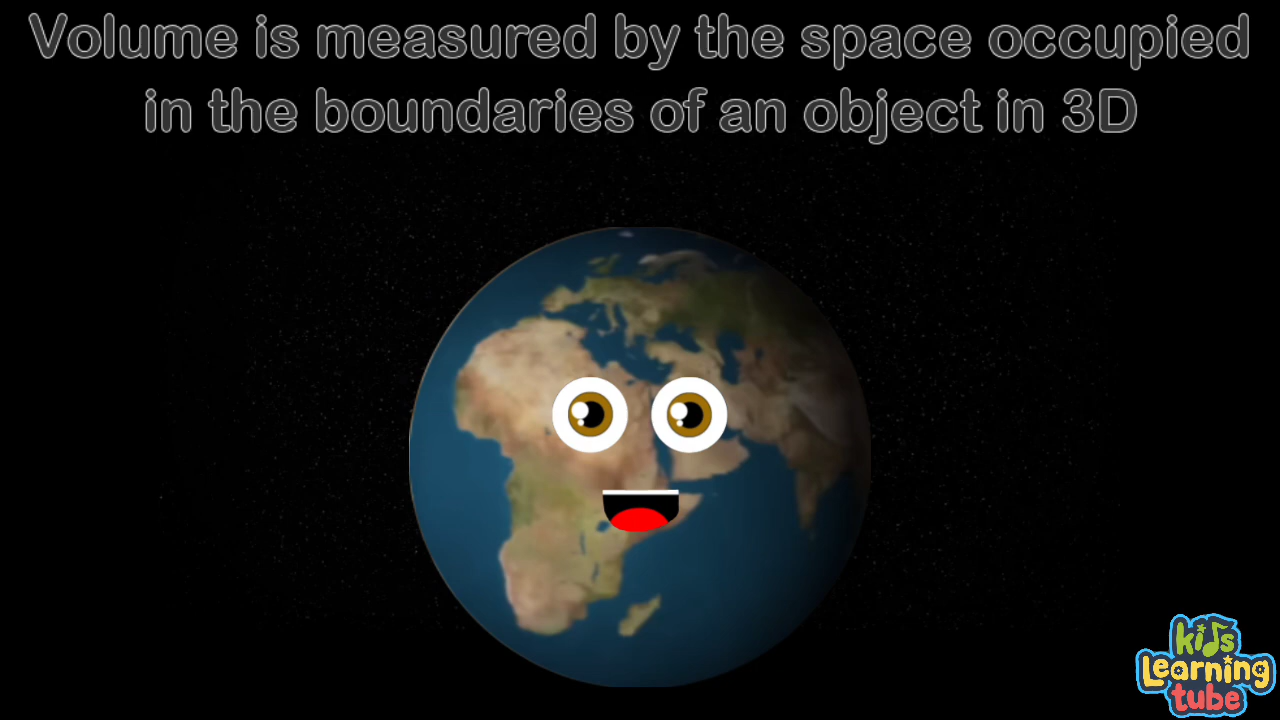 Volume is measured by the space occupied
in the boundaries of an object in 3D
kids
Learning
tube